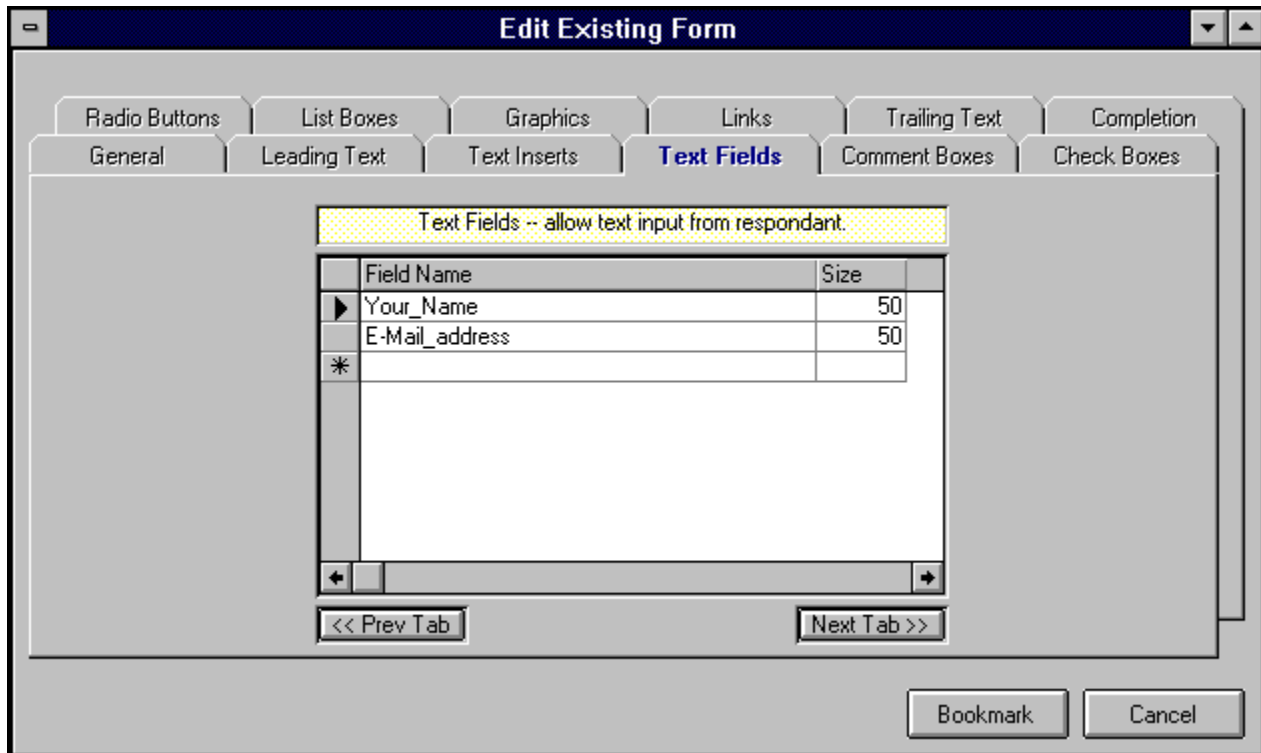 Edit Existing Form
Radio Buttons List Boxes Graphics Links Trailing Text Completion
General Leading Text Text Inserts Text Fields Comment Boxes Check Boxes
Text Fields -- allow text input from respondant.
Field Name Size
Your_Name 50
E-Mail_address 50
<< Prev Tab Next Tab >>
Bookmark Cancel